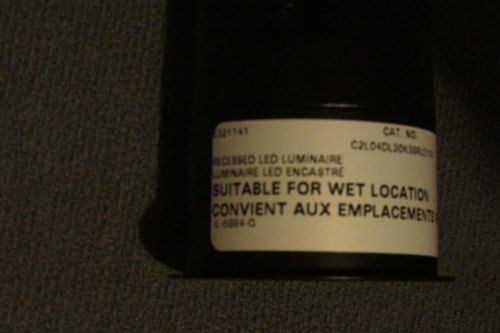 CAT. NO.
RECESSED LED LUMINAIRE
LUMINAIRE LED ENCASTRÉ
SUITABLE FOR WET LOCATION
CONVIENT AUX EMPLACEMENTS